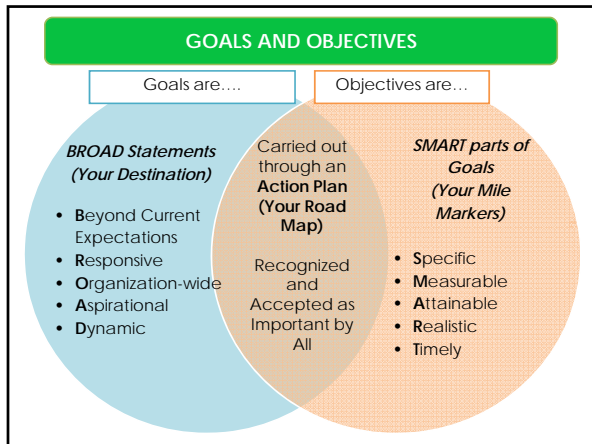 GOALS AND OBJECTIVES
Goals are….
Objectives are…
BROAD Statements
(Your Destination)
• Beyond Current
Expectations
• Responsive
• Organization-wide
• Aspirational
• Dynamic
Carried out
through an
Action Plan
(Your Road
Map)
Recognized
and
Accepted as
Important by
All
SMART parts of
Goals
(Your Mile
Markers)
• Specific
• Measurable
• Attainable
• Realistic
• Timely